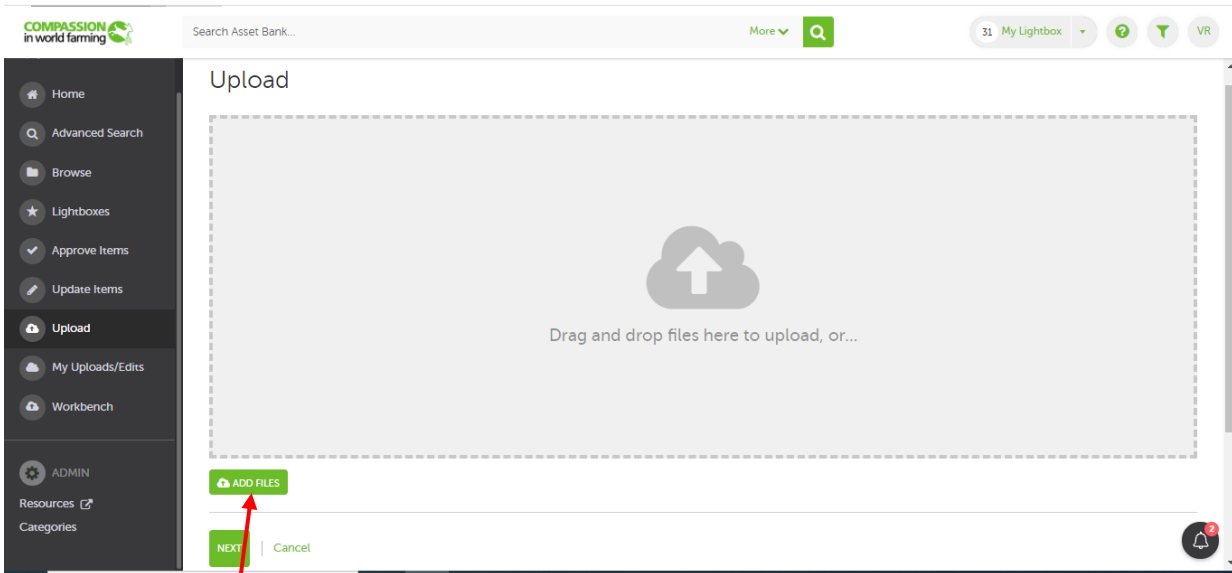 COMPASSION
in world farming
Search Asset Bank...
More
31 My Lightbox
VR
Home
Advanced Search
Browse
Lightboxes
Approve Items
Update Items
Upload
My Uploads/Edits
Workbench
ADMIN
Resources
Categories
Upload
Drag and drop files here to upload, or...
ADD FILES
NEXT
Cancel
2